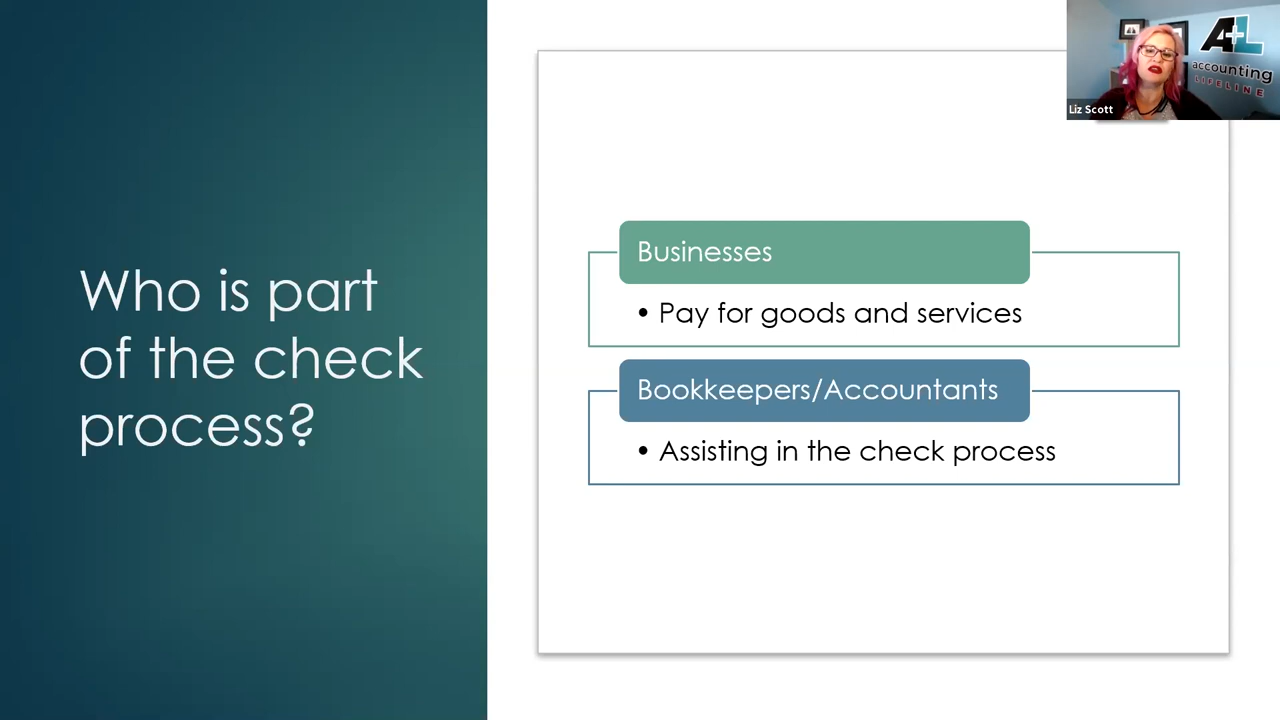 Who is part
of the check
process?
Businesses
• Pay for goods and services
Bookkeepers/Accountants
• Assisting in the check process
A+L
accounting
LIFELINE
Liz Scott